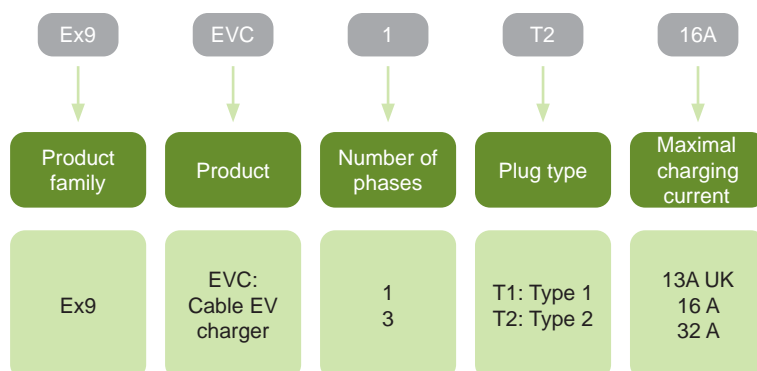 Ex9 EVC 1 T2 16A
Product family
Product
Number of phases
Plug type
Maximal charging current
Ex9
EVC:
Cable EV
charger
1
3
T1: Type 1
T2: Type 2
13A UK
16 A
32 A